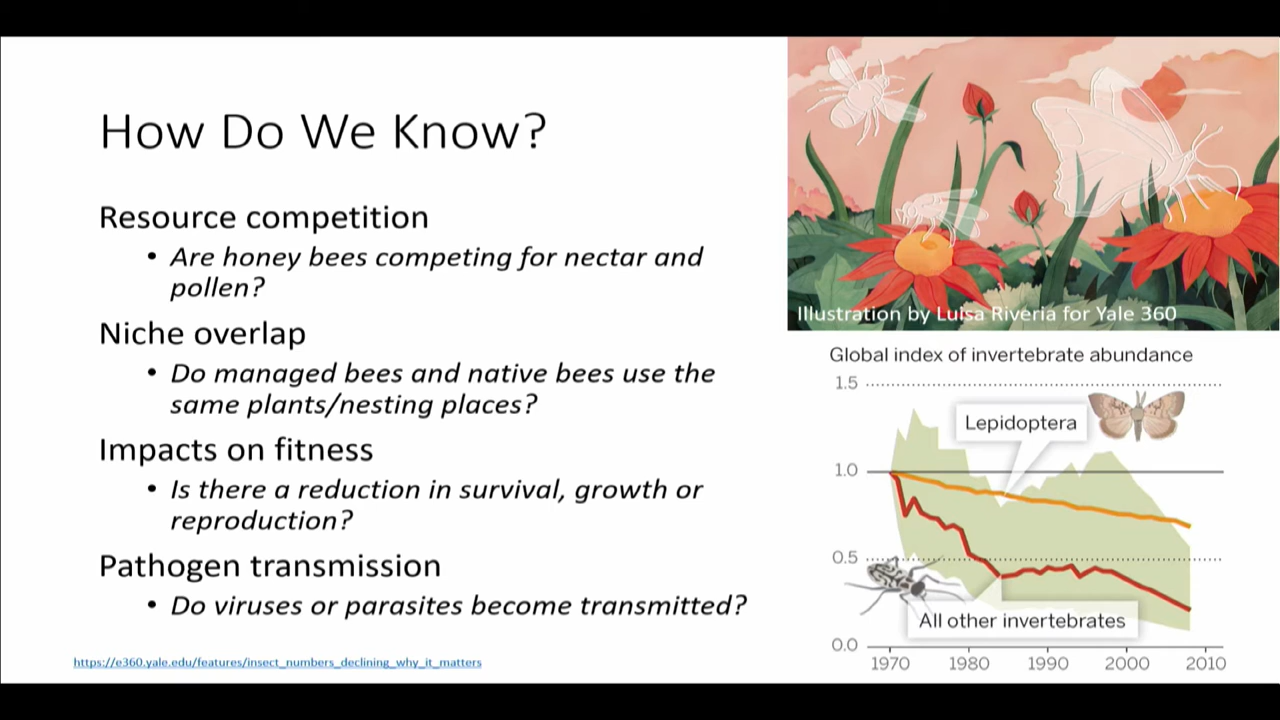 How Do We Know?
Resource competition
• Are honey bees competing for nectar and
pollen?
Niche overlap
• Do managed bees and native bees use the
same plants/nesting places?
Impacts on fitness
• Is there a reduction in survival, growth or
reproduction?
Pathogen transmission
• Do viruses or parasites become transmitted?
https://e360.yale.edu/features/insect_numbers_declining_why_it_matters
Illustration by Luisa Riveria for Yale 360
Global index of invertebrate abundance
1.5
Lepidoptera
1.0
0.5
All other invertebrates
0.0
1970 1980 1990 2000 2010